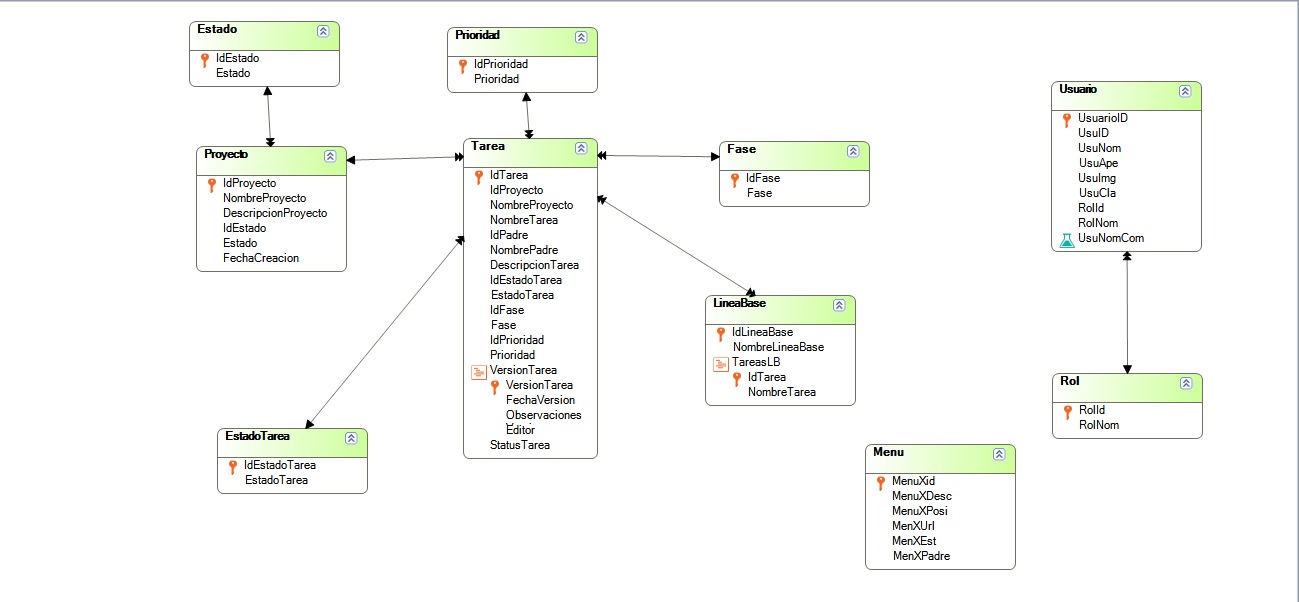 Estado
IdEstado
Estado
Prioridad
IdPrioridad
Prioridad
Usuario
UsuarioID
UsuID
UsuNom
UsuApe
UsuImg
UsuCla
RolId
RolNom
UsuNomCom
Proyecto
IdProyecto
NombreProyecto
DescripcionProyecto
IdEstado
Estado
FechaCreacion
Tarea
IdTarea
IdProyecto
NombreProyecto
NombreTarea
IdPadre
NombrePadre
DescripcionTarea
IdEstadoTarea
EstadoTarea
IdFase
Fase
IdPrioridad
Prioridad
VersionTarea
VersionTarea
FechaVersion
Observaciones
Editor
StatusTarea
Fase
IdFase
Fase
LineaBase
IdLineaBase
NombreLineaBase
TareasLB
IdTarea
NombreTarea
Rol
RolId
RolNom
EstadoTarea
IdEstadoTarea
EstadoTarea
Menu
MenuXid
MenuXDesc
MenuXPosi
MenXUrl
MenXEst
MenXPadre